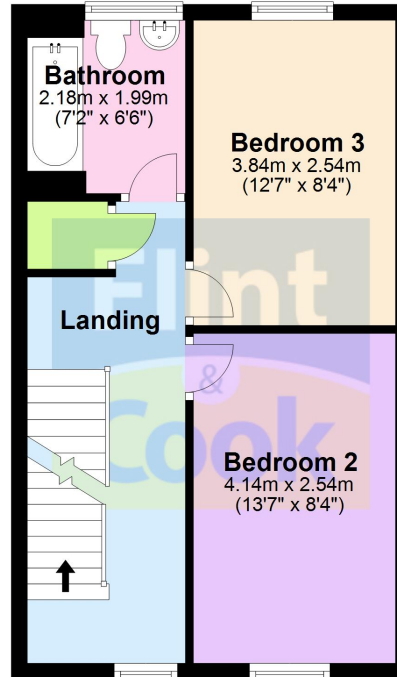 Bathroom
2.18m x 1.99m
(7'2" x 6'6")
Bedroom 3
3.84m x 2.54m
(12'7" x 8'4")
Flint
Landing
&
Cook
Bedroom 2
4.14m x 2.54m
(13'7" x 8'4")